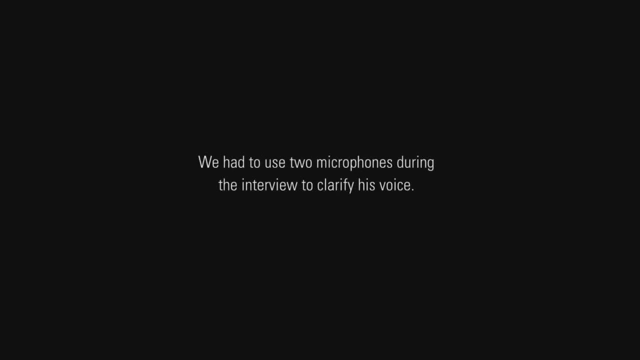 We had to use two microphones during
the interview to clarify his voice.